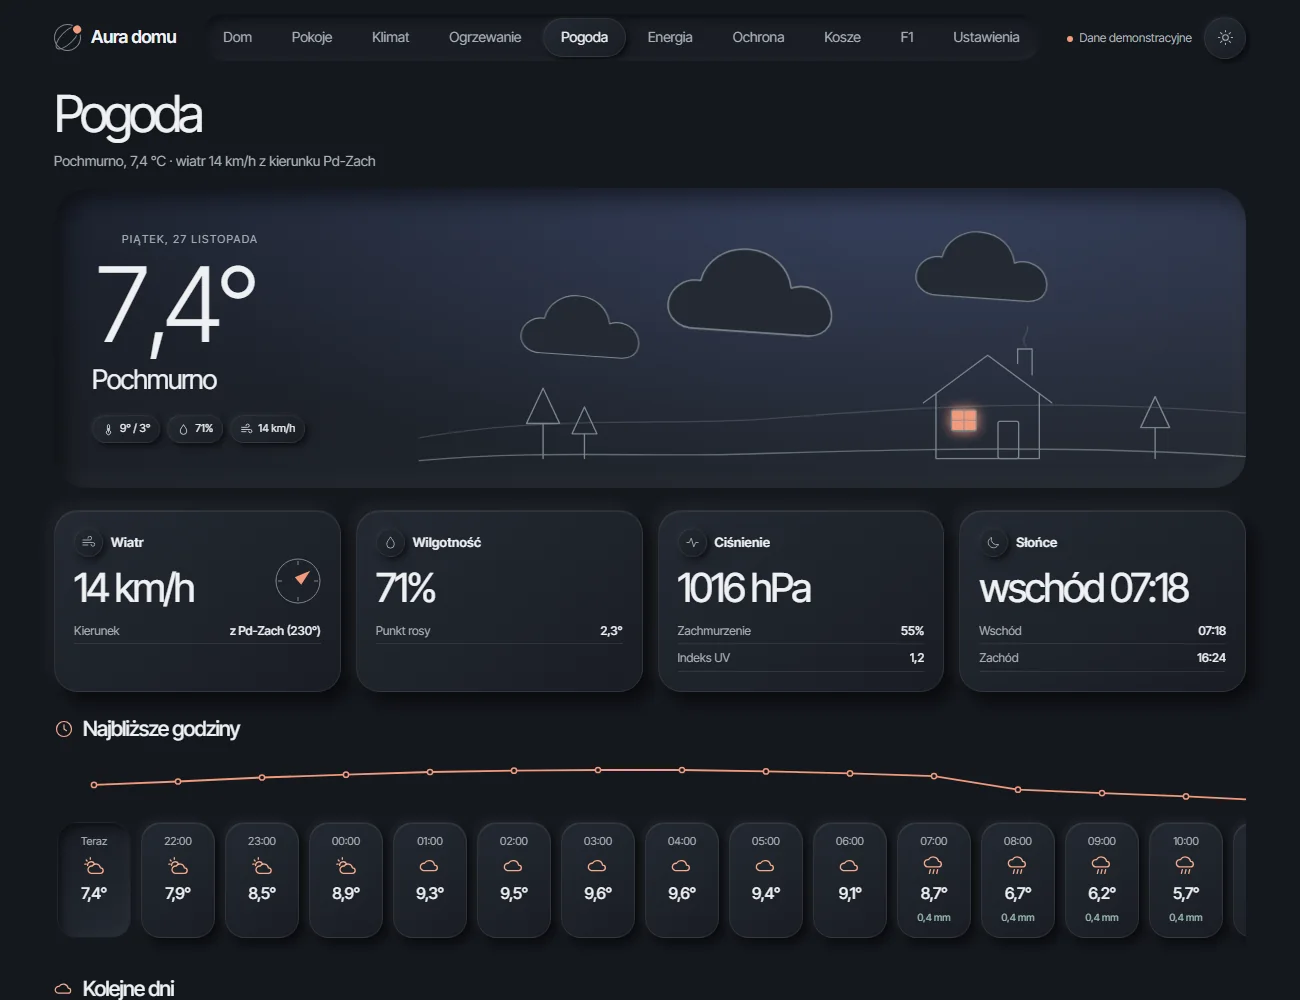 Aura domu
Dom
Pokoje
Klimat
Ogrzewanie
Pogoda
Energia
Ochrona
Kosze
F1
Ustawienia
Dane demonstracyjne
Pogoda
Pochmurno, 7,4 °C · wiatr 14 km/h z kierunku Pd-Zach
PIĄTEK, 27 LISTOPADA
7,4°
Pochmurno
9° / 3°
71%
14 km/h
Wiatr
14 km/h
Kierunek z Pd-Zach (230°)
Wilgotność
71%
Punkt rosy 2,3°
Ciśnienie
1016 hPa
Zachmurzenie 55%
Indeks UV 1,2
Słońce
wschód 07:18
Wschód 07:18
Zachód 16:24
Najbliższe godziny
Teraz
7,4°
22:00
7,9°
23:00
8,5°
00:00
8,9°
01:00
9,3°
02:00
9,5°
03:00
9,6°
04:00
9,6°
05:00
9,4°
06:00
9,1°
07:00
8,7°
0,4 mm
08:00
6,7°
0,4 mm
09:00
6,2°
0,4 mm
10:00
5,7°
0,4 mm
Kolejne dni